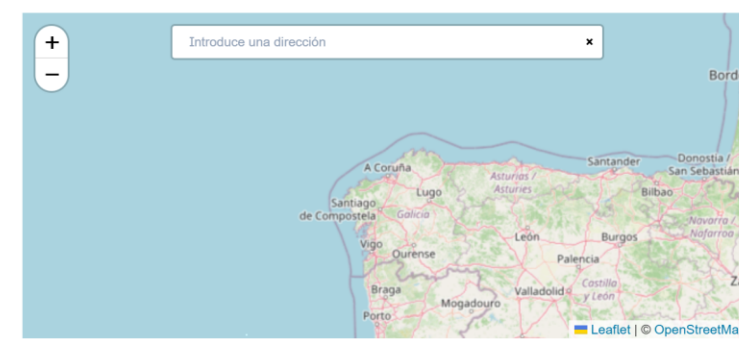 +
Introduce una dirección ×
−
Bord
A Coruña
Santander
Donostia /
San Sebastián
Asturias /
Asturies
Lugo
Bilbao
Santiago
de Compostela
Galicia
Navarra /
Nafarroa
León
Burgos
Vigo
Ourense
Palencia
Castilla
y León
Braga
Valladolid
Mogadouro
Porto
Leaflet | © OpenStreetMa